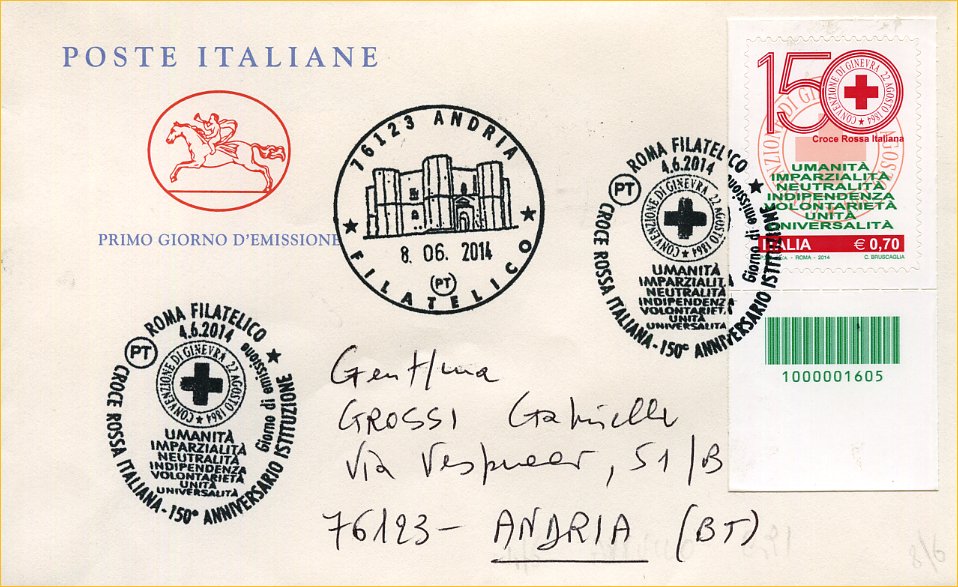 POSTE ITALIANE
PRIMO GIORNO D'EMISSIONE
76123 ANDRIA
8. 06. 2014
PT
FILATELICO
ROMA FILATELICO
4.6.2014
PT
CONVENZIONE DI GINEVRA 22 AGOSTO 1864
UMANITÀ
IMPARZIALITÀ
NEUTRALITÀ
INDIPENDENZA
VOLONTARIETÀ
UNITÀ
UNIVERSALITÀ
Giorno di emissione
CROCE ROSSA ITALIANA-150° ANNIVERSARIO ISTITUZIONE
150
CONVENZIONE DI GINEVRA 22 AGOSTO 1864
Croce Rossa Italiana
UMANITÀ
IMPARZIALITÀ
NEUTRALITÀ
INDIPENDENZA
VOLONTARIETÀ
UNITÀ
UNIVERSALITÀ
ITALIA € 0,70
ROMA - 2014 C. BRUSCAGLIA
1000001605
ROMA FILATELICO
4.6.2014
PT
CONVENZIONE DI GINEVRA 22 AGOSTO 1864
UMANITÀ
IMPARZIALITÀ
NEUTRALITÀ
INDIPENDENZA
VOLONTARIETÀ
UNITÀ
UNIVERSALITÀ
Giorno di emissione
CROCE ROSSA ITALIANA-150° ANNIVERSARIO ISTITUZIONE
GROSSI
Via , 51/B
76123- ANDRIA (BT)
8/6